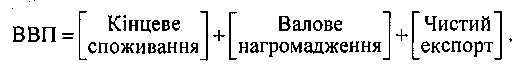 ВВП = [Кінцеве споживання] + [Валове нагромадження] + [Чистий експорт].